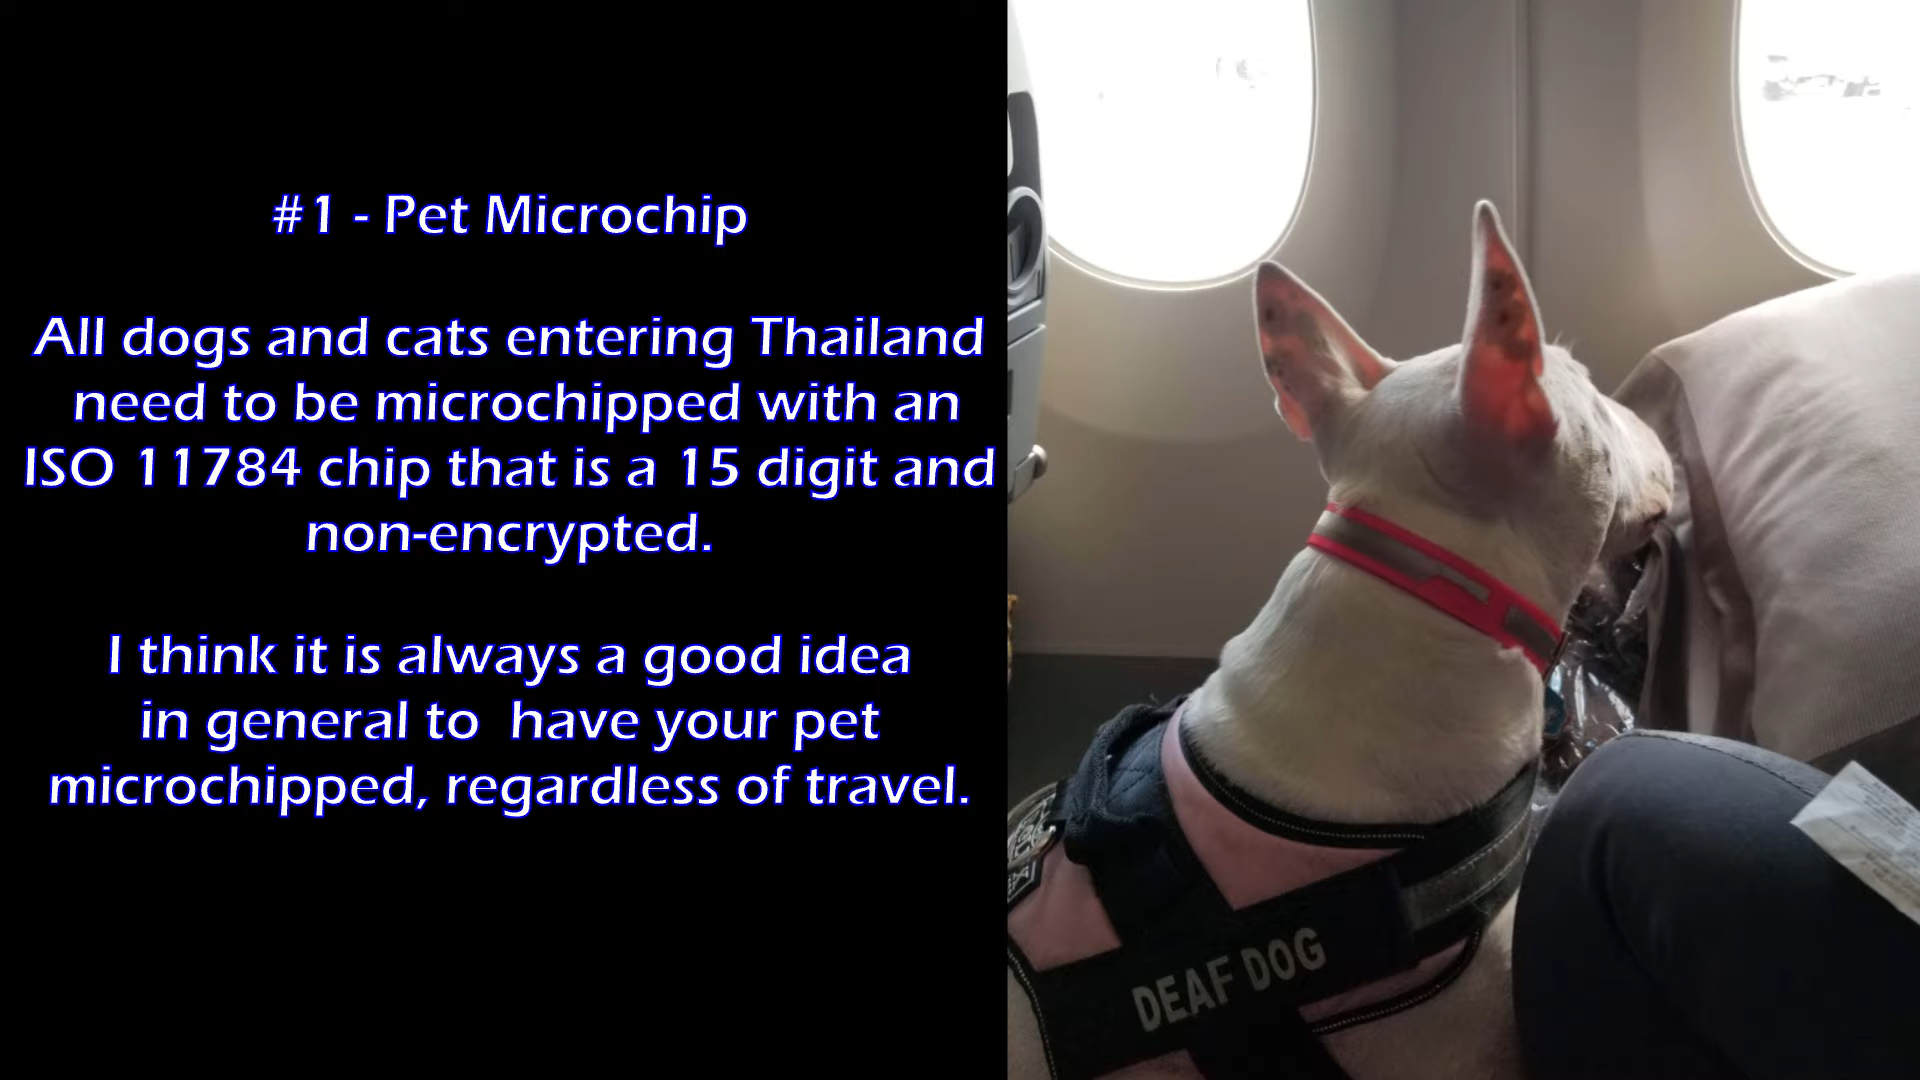 #1 - Pet Microchip
All dogs and cats entering Thailand
need to be microchipped with an
ISO 11784 chip that is a 15 digit and
non-encrypted.
I think it is always a good idea
in general to  have your pet
microchipped, regardless of travel.
DEAF DOG